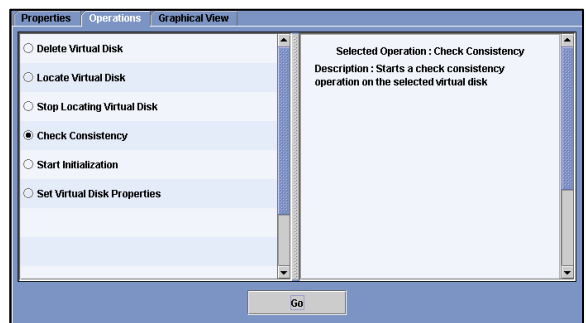 Properties Operations Graphical View
Delete Virtual Disk
Locate Virtual Disk
Stop Locating Virtual Disk
Check Consistency
Start Initialization
Set Virtual Disk Properties
Selected Operation : Check Consistency
Description : Starts a check consistency
operation on the selected virtual disk
Go